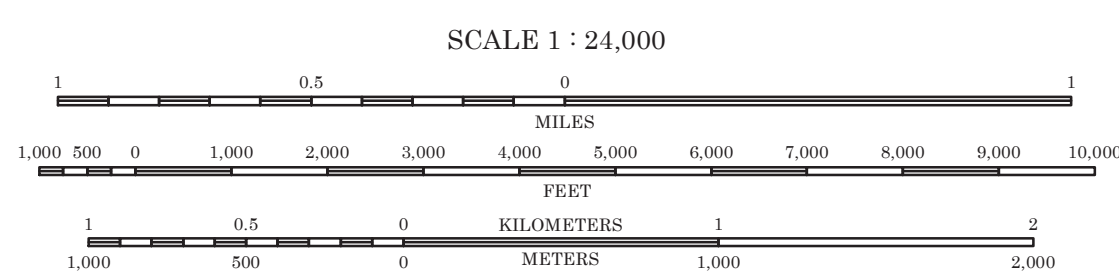 SCALE 1 : 24,000
1 0.5 0 1
MILES
1,000 500 0 1,000 2,000 3,000 4,000 5,000 6,000 7,000 8,000 9,000 10,000
FEET
1 0.5 0 KILOMETERS 1 2
1,000 500 0 METERS 1,000 2,000